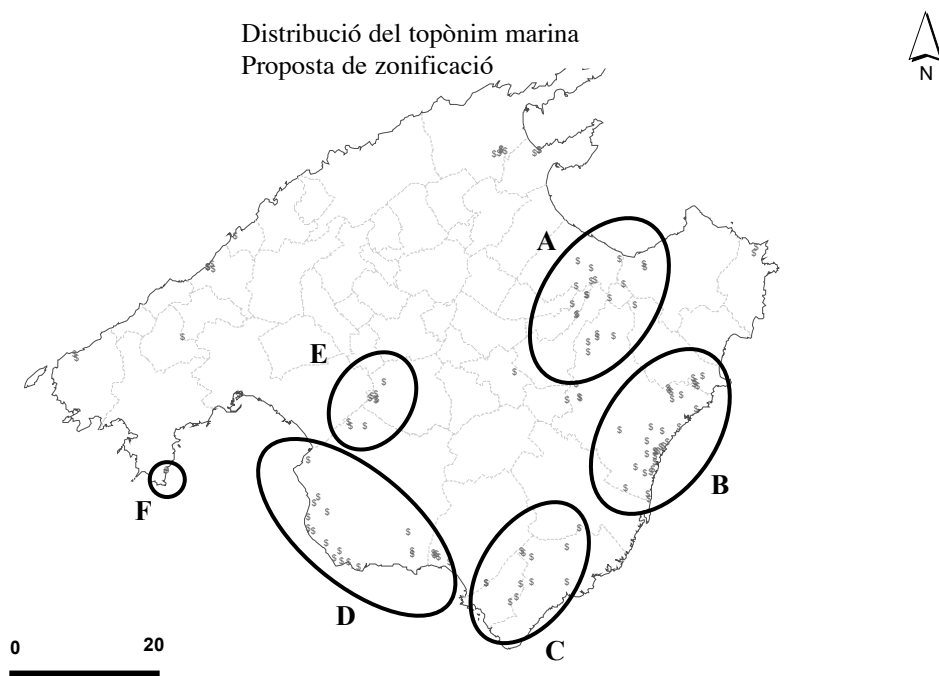 Distribució del topònim marina
Proposta de zonificació
N
A
E
B
F
D
C
0 20